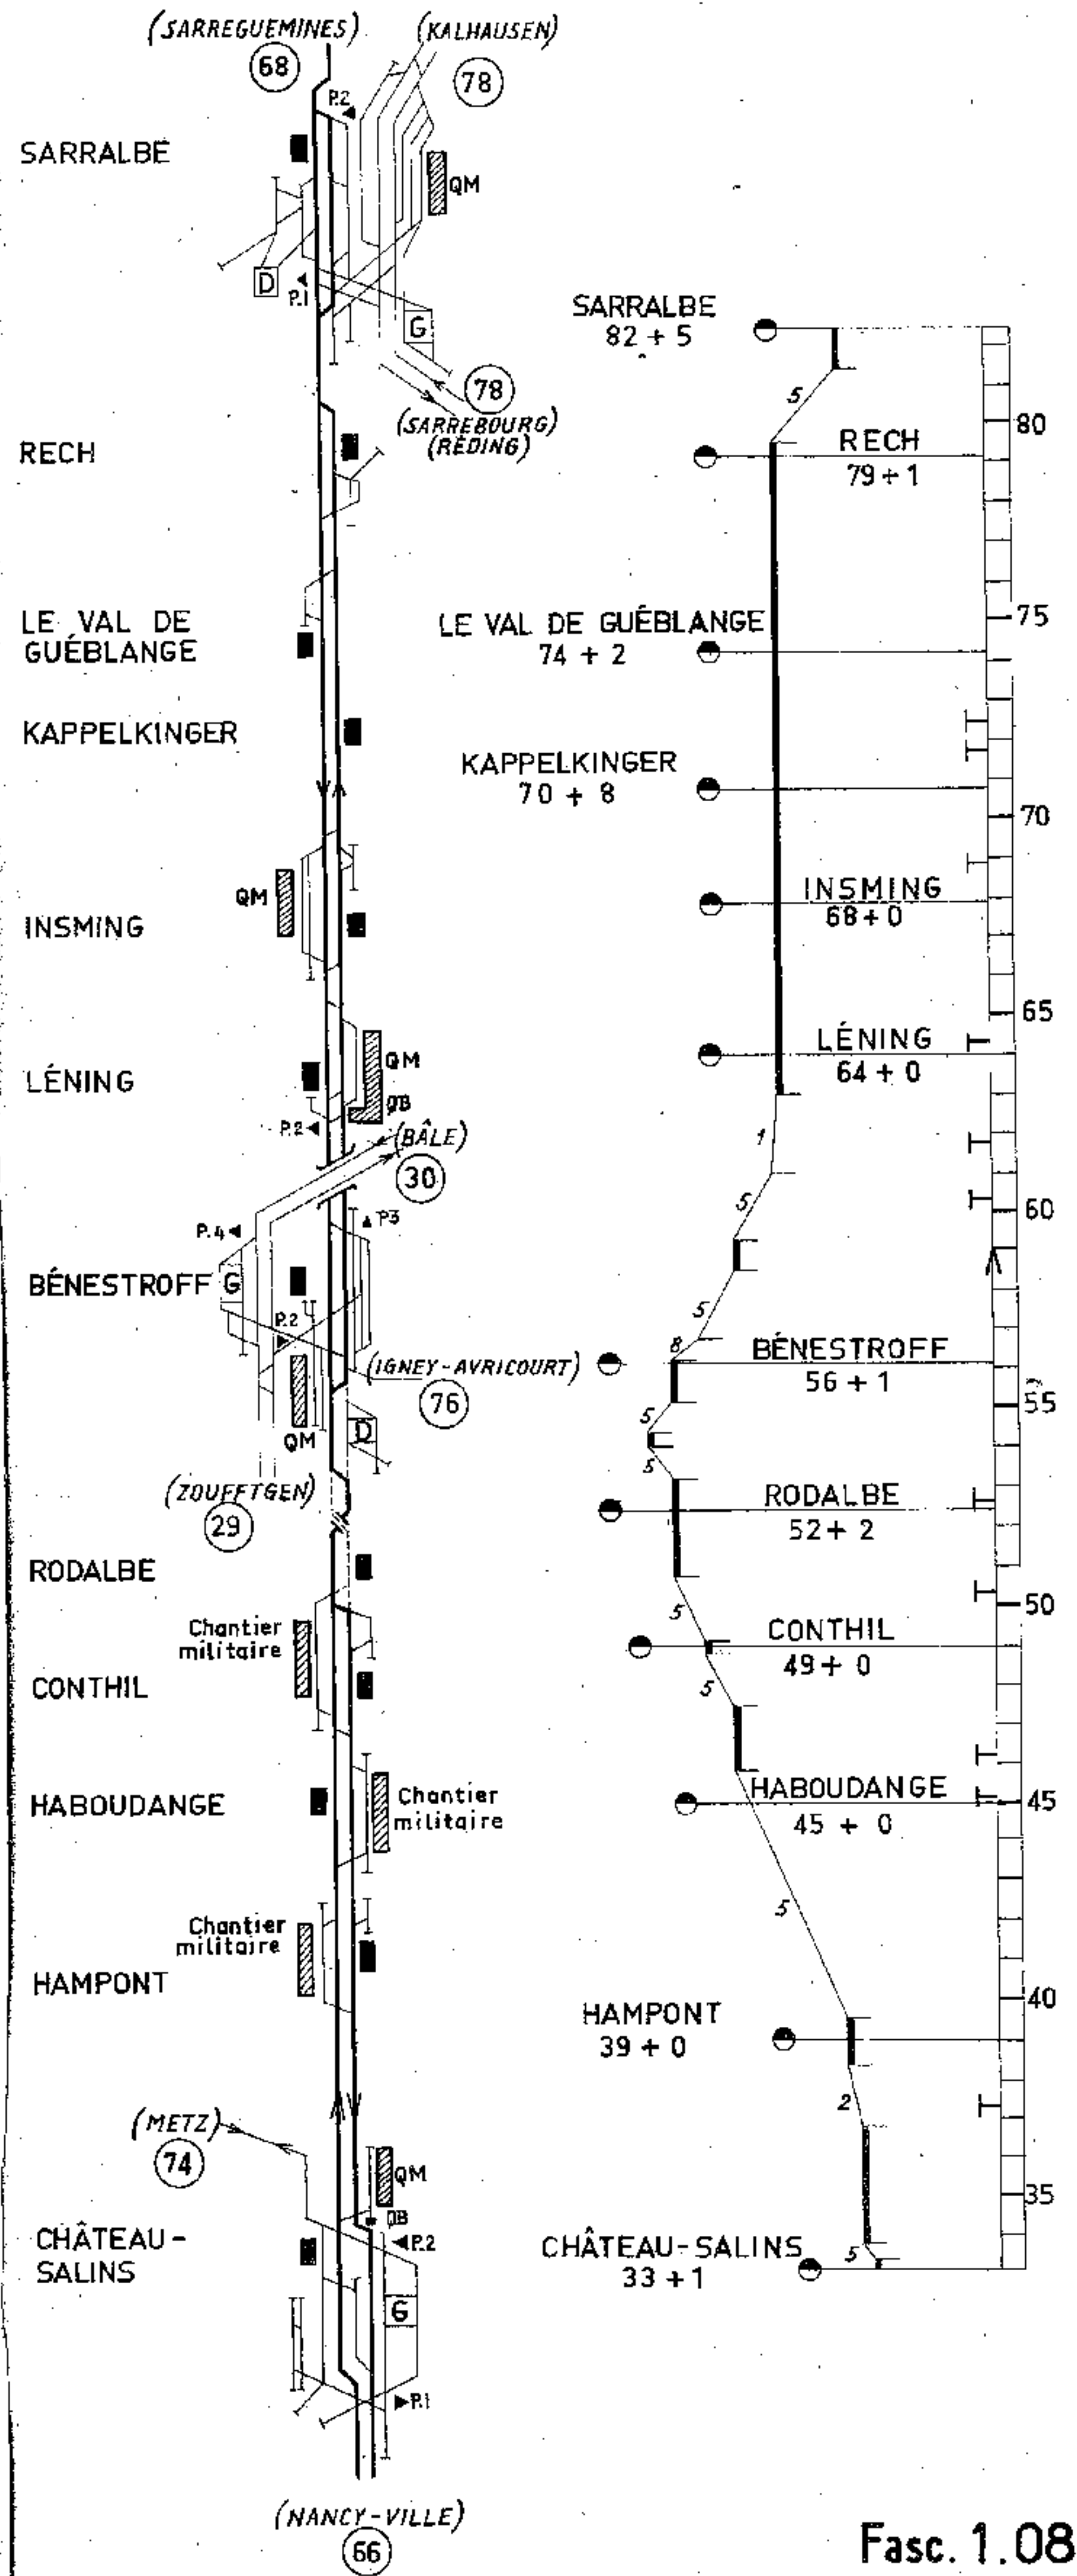 (SARREGUEMINES)
68
(KALHAUSEN)
78
P.2
SARRALBE
QM
D
P.1
G
78
(SARREBOURG)
(RÉDING)
RECH
LE VAL DE
GUÉBLANGE
KAPPELKINGER
QM
INSMING
QM
LÉNING
QB
P.2
(BÂLE)
30
P.4
P3
BÉNESTROFF
G
P.2
(IGNEY-AVRICOURT)
76
QM
D
(ZOUFFTGEN)
29
RODALBE
Chantier
militaire
CONTHIL
HABOUDANGE
Chantier
militaire
Chantier
militaire
HAMPONT
(METZ)
74
QM
QB
CHÂTEAU-
SALINS
P.2
G
P.1
(NANCY-VILLE)
66
SARRALBE
82 + 5
5
80
RECH
79 + 1
75
LE VAL DE GUÉBLANGE
74 + 2
KAPPELKINGER
70 + 8
70
INSMING
68 + 0
65
LÉNING
64 + 0
1
60
5
5
8
BÉNESTROFF
56 + 1
55
5
5
RODALBE
52 + 2
50
5
CONTHIL
49 + 0
5
HABOUDANGE
45
45 + 0
5
40
HAMPONT
39 + 0
2
35
CHÂTEAU-SALINS
33 + 1
5
Fasc. 1.08